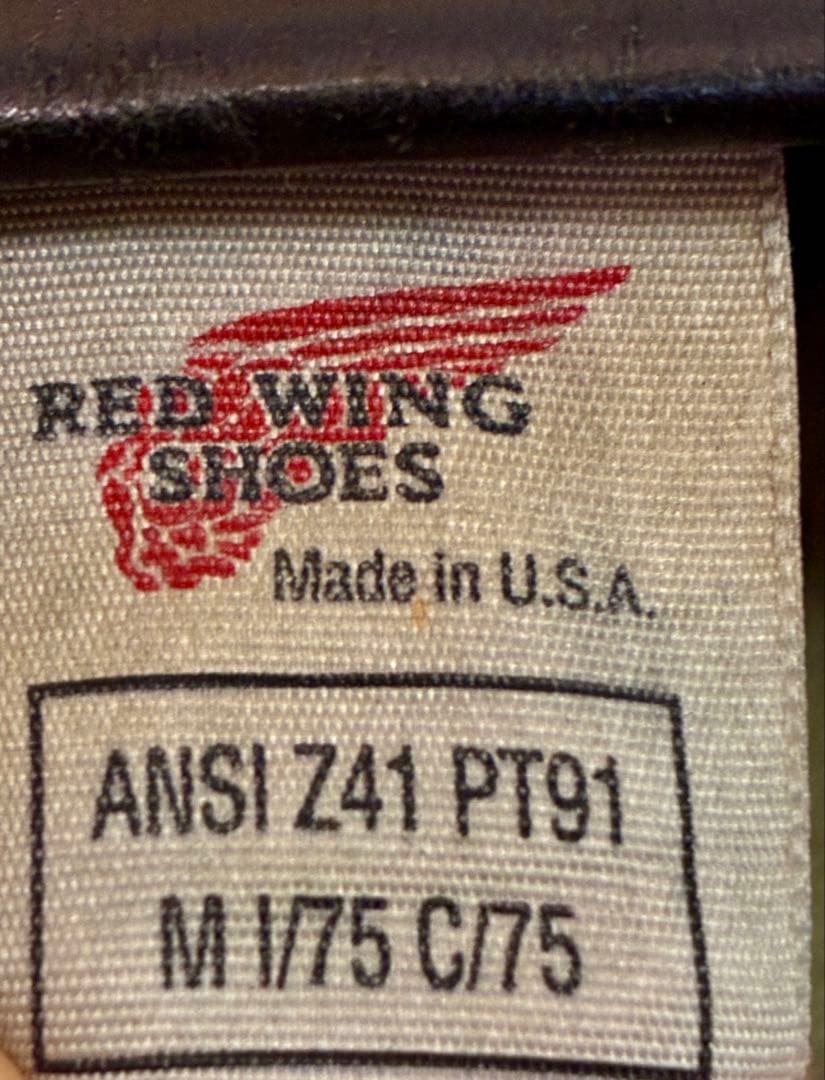 RED WING
SHOES
Made in U.S.A.
ANSI Z41 PT91
M I/75 C/75